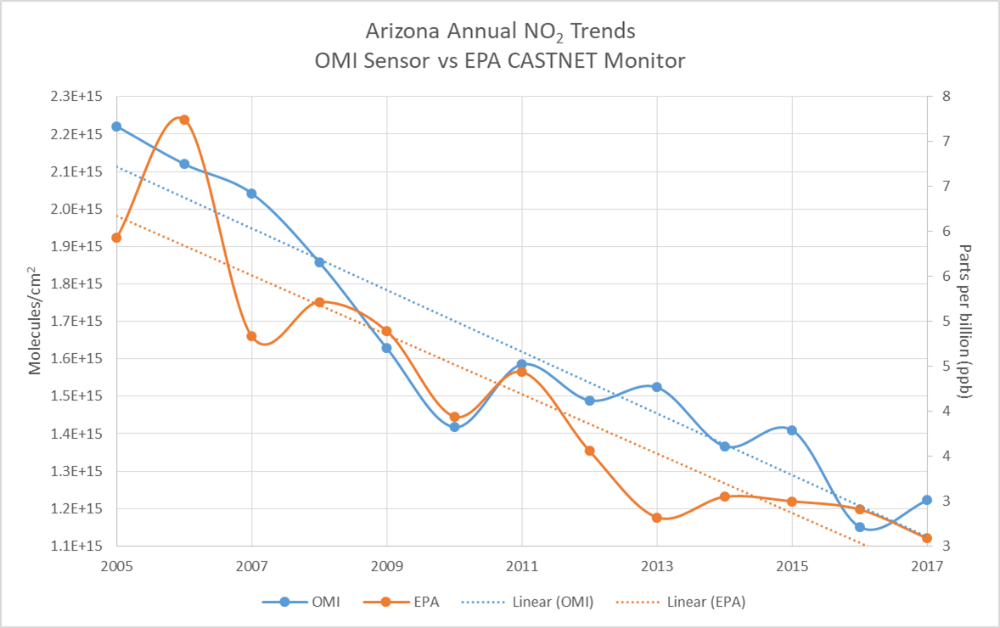 Arizona Annual NO₂ Trends
OMI Sensor vs EPA CASTNET Monitor
Molecules/cm²
2.3E+15
2.2E+15
2.1E+15
2.0E+15
1.9E+15
1.8E+15
1.7E+15
1.6E+15
1.5E+15
1.4E+15
1.3E+15
1.2E+15
1.1E+15
8
7
7
6
6
5
5
4
4
3
3
Parts per billion (ppb)
2005 2007 2009 2011 2013 2015 2017
OMI EPA Linear (OMI) Linear (EPA)